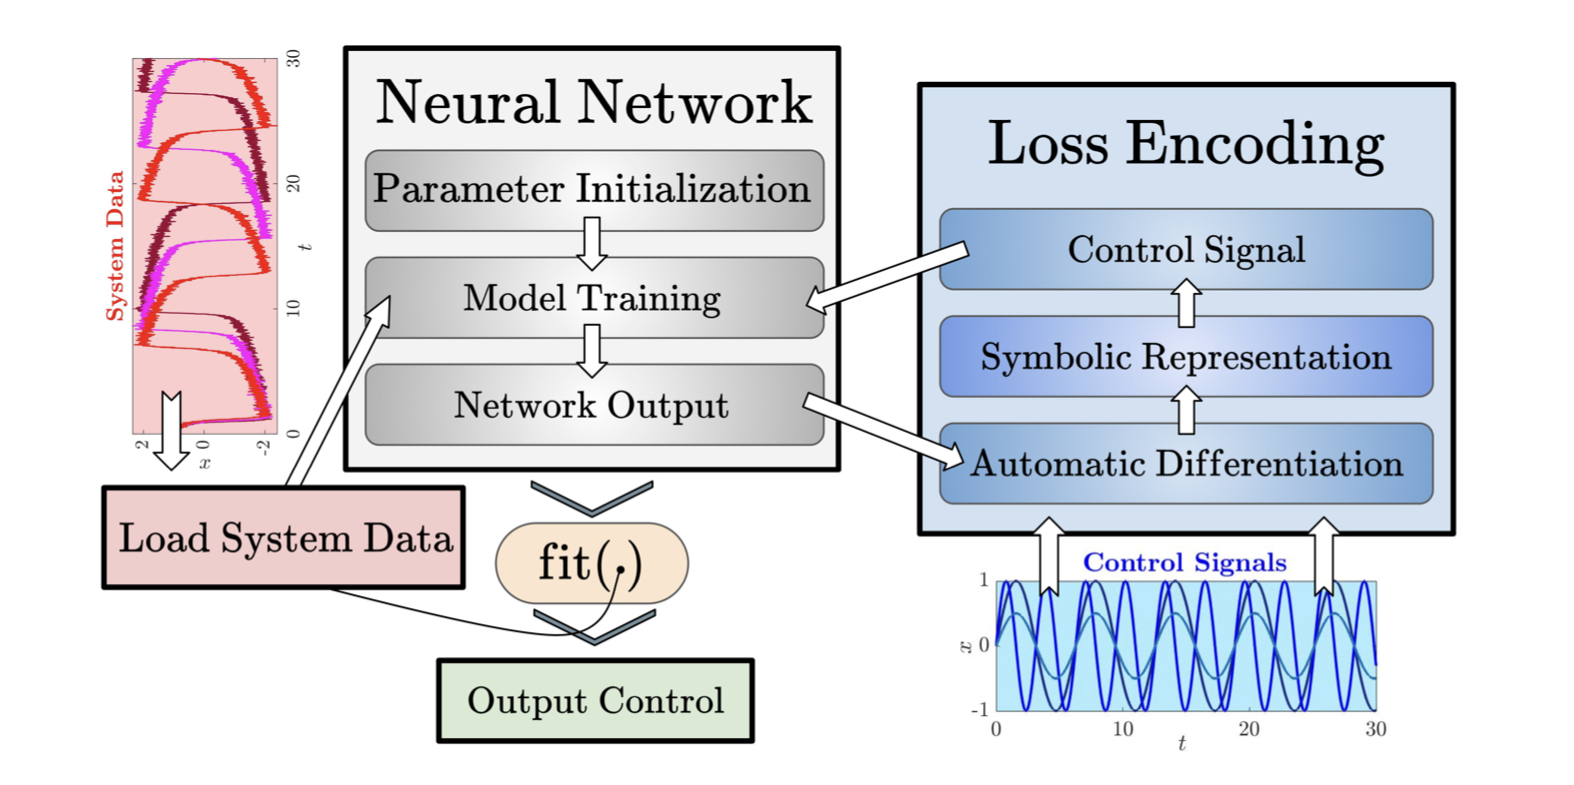 System Data
30
20
10
0
t
2
0
-2
x
Neural Network
Parameter Initialization
Model Training
Network Output
Load System Data
fit(.)
Output Control
Loss Encoding
Control Signal
Symbolic Representation
Automatic Differentiation
Control Signals
1
0
-1
x
0
10
20
30
t